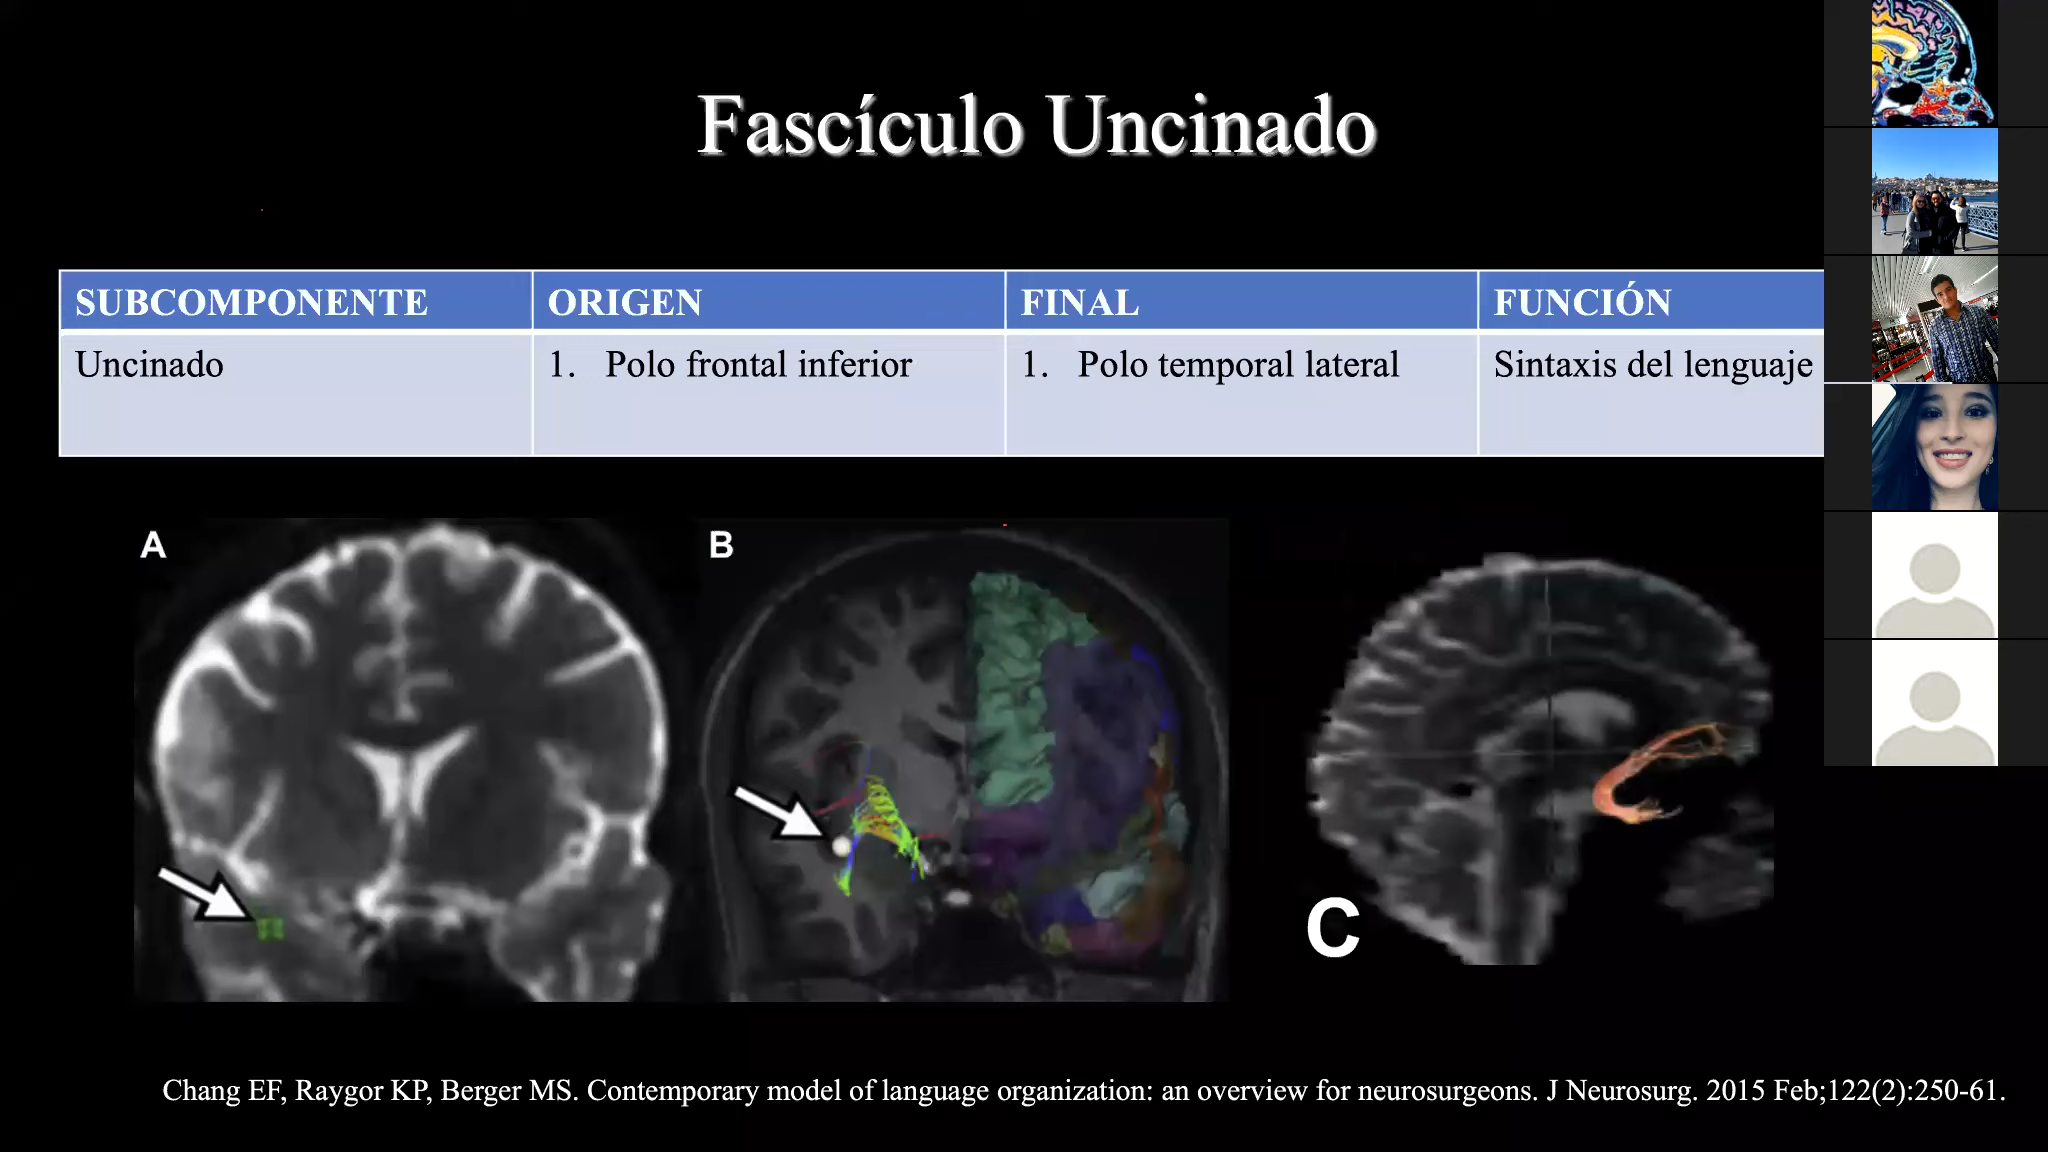 Fascículo Uncinado
SUBCOMPONENTE
ORIGEN
FINAL
FUNCIÓN
Uncinado
1. Polo frontal inferior
1. Polo temporal lateral
Sintaxis del lenguaje
A
B
C
Chang EF, Raygor KP, Berger MS. Contemporary model of language organization: an overview for neurosurgeons. J Neurosurg. 2015 Feb;122(2):250-61.